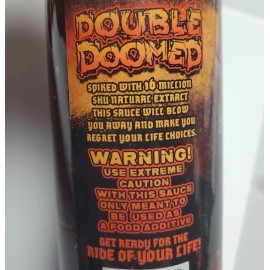 DOUBLE
DOOMED
SPIKED WITH 16 MILLION
SHU NATURAL EXTRACT
THIS SAUCE WILL BLOW
YOU AWAY AND MAKE YOU
REGRET YOUR LIFE CHOICES.
WARNING!
USE EXTREME
CAUTION
WITH THIS SAUCE
ONLY MEANT TO
BE USED AS
A FOOD ADDITIVE
GET READY FOR THE
RIDE OF YOUR LIFE!